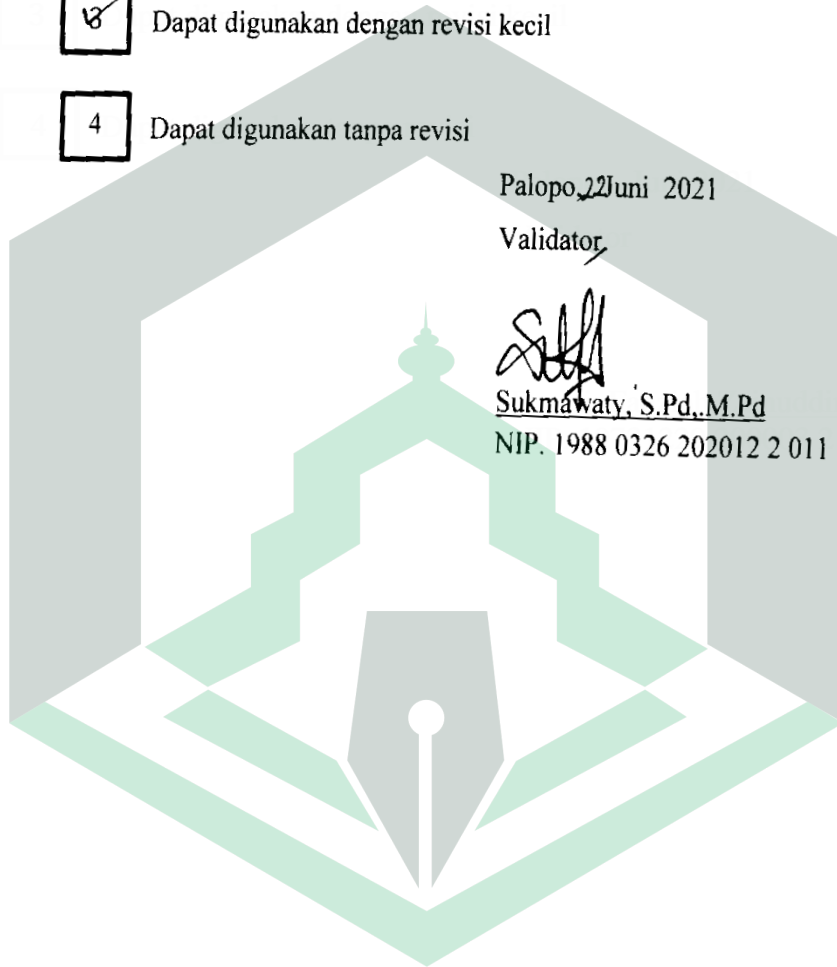 3 Dapat digunakan dengan revisi kecil
4 Dapat digunakan tanpa revisi
Palopo, 22 Juni 2021
Validator,
Sukmawaty, S.Pd,.M.Pd
NIP. 1988 0326 202012 2 011